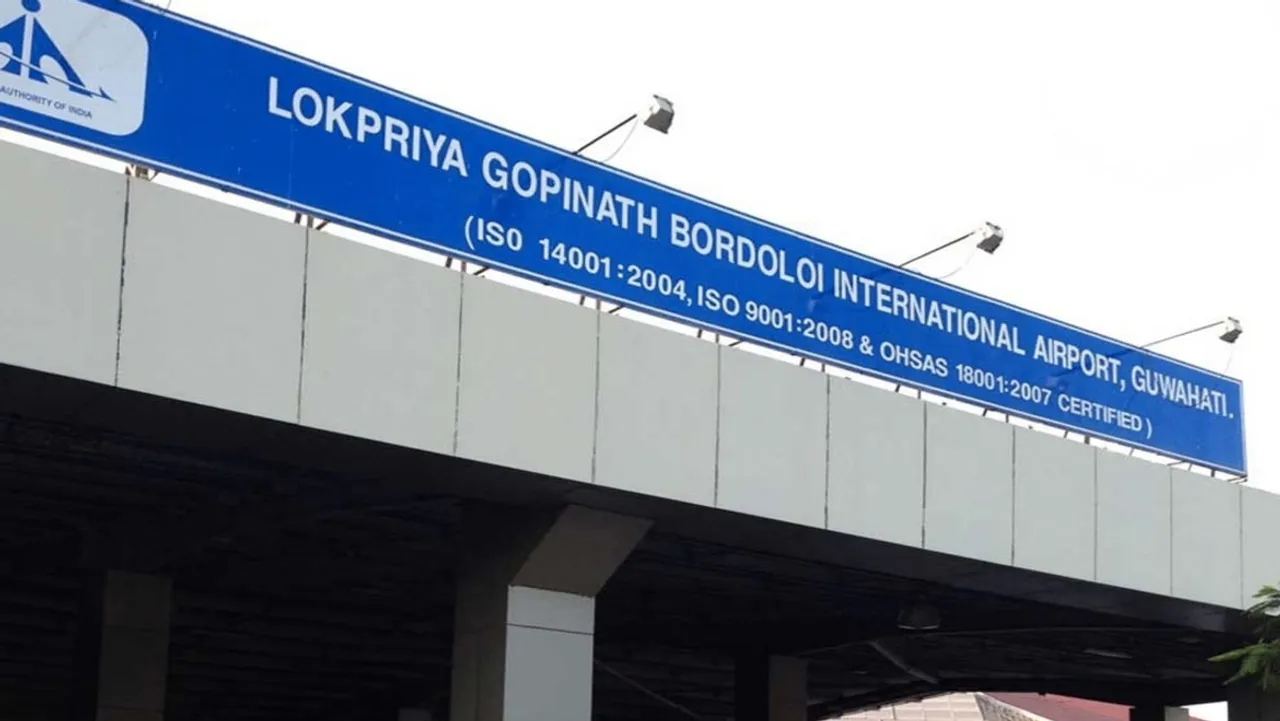 AUTHORITY OF INDIA
LOKPRIYA GOPINATH BORDOLOI INTERNATIONAL AIRPORT, GUWAHATI.
(ISO 14001:2004, ISO 9001:2008 & OHSAS 18001:2007 CERTIFIED)